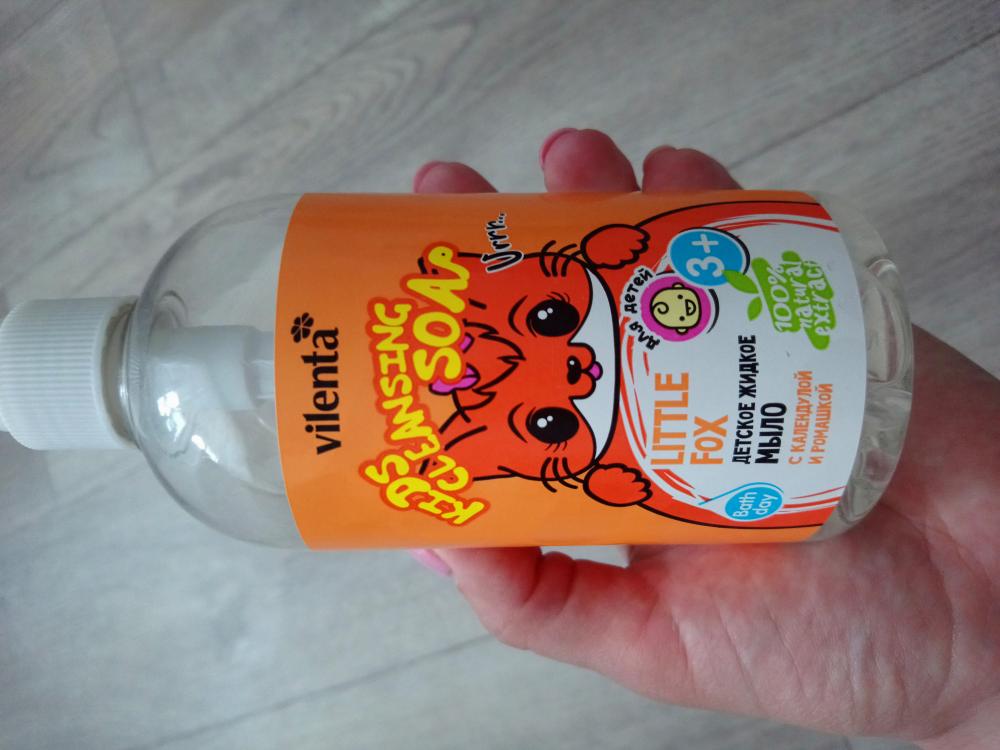 vilenta
KIDS
CLEANSING
SOAP
Urrr...
для детей
3+
LITTLE
FOX
100%
natural
extract
ДЕТСКОЕ ЖИДКОЕ
МЫЛО
С КАЛЕНДУЛОЙ
И РОМАШКОЙ
Bath
day